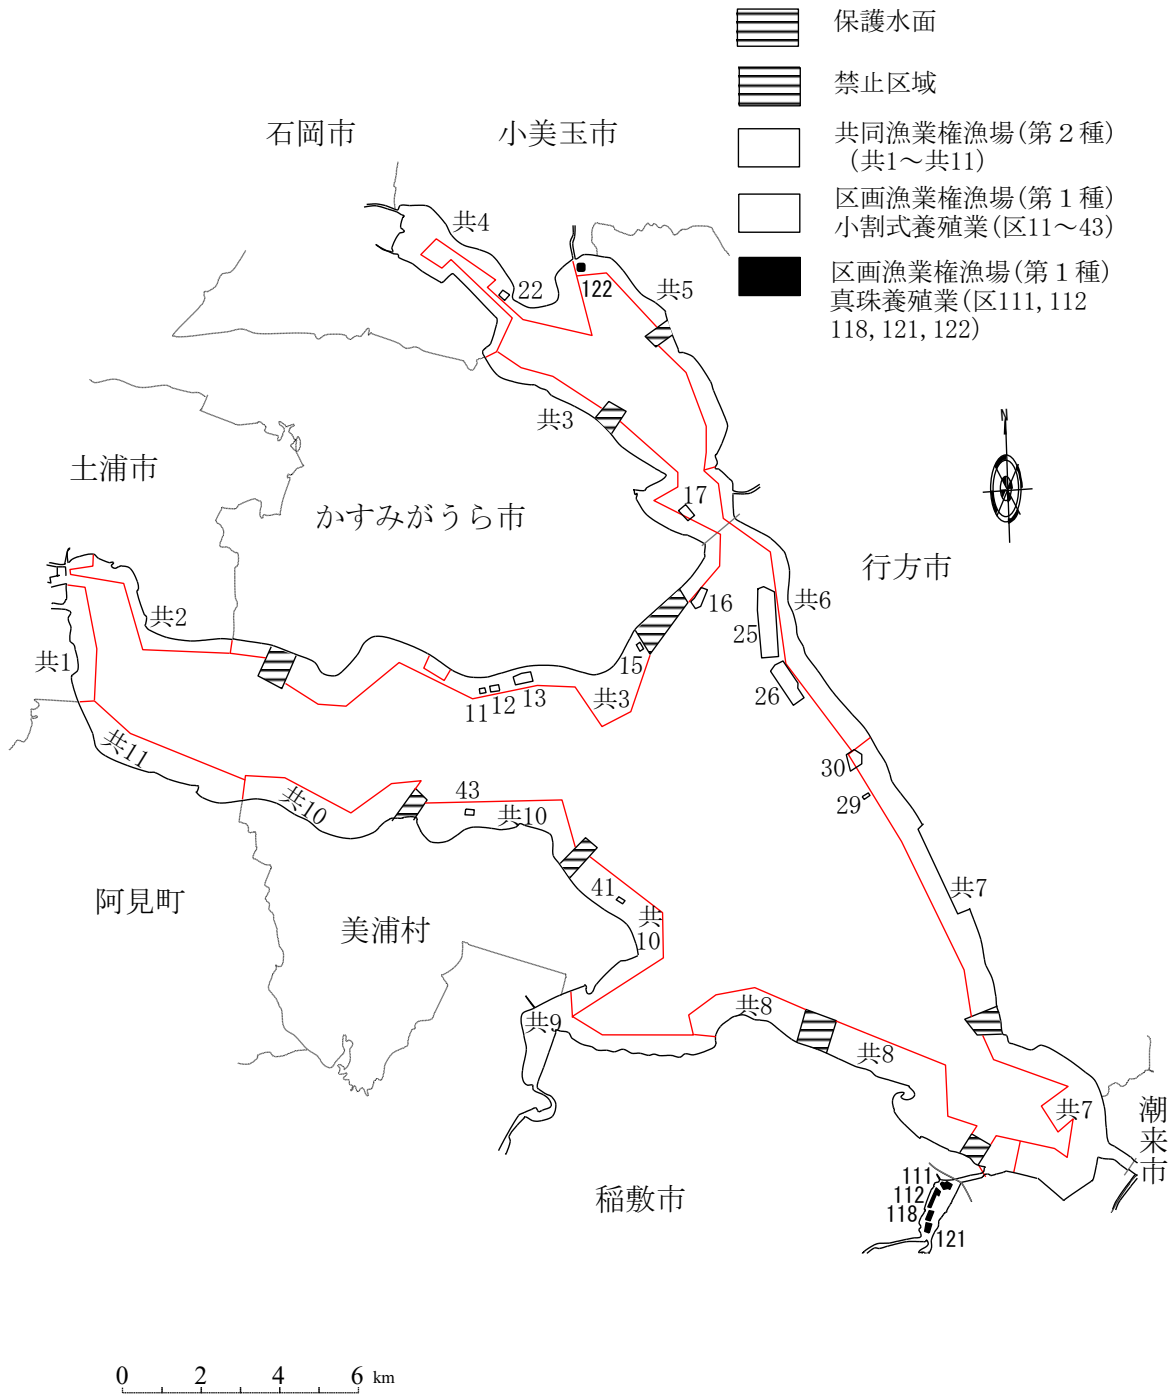 保護水面
禁止区域
共同漁業権漁場(第２種)
(共1～共11)
区画漁業権漁場(第１種)
小割式養殖業(区11～43)
区画漁業権漁場(第１種)
真珠養殖業(区111, 112
118, 121, 122)
石岡市
小美玉市
共4
22
122
共5
共3
土浦市
かすみがうら市
17
N
行方市
共2
16
共6
25
共1
15
26
11
12
13
共3
共11
30
29
43
共10
共10
阿見町
41
共7
美浦村
共
10
共9
共8
共8
共7
潮来市
稲敷市
111
112
118
121
0 2 4 6 km